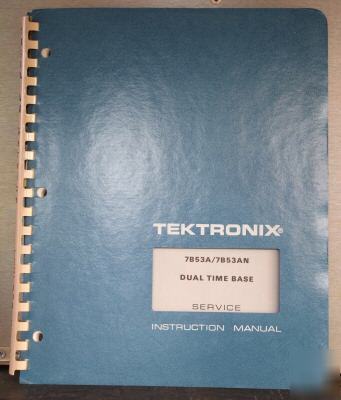 TEKTRONIX®
7B53A/7B53AN
DUAL TIME BASE
SERVICE
INSTRUCTION MANUAL